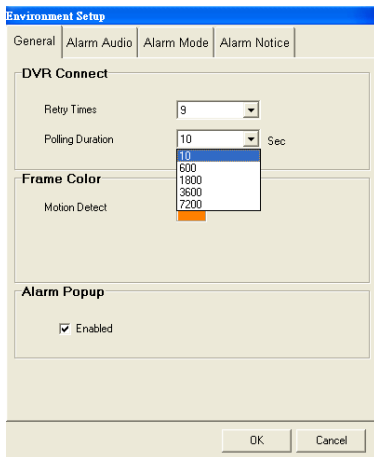 Environment Setup
General Alarm Audio Alarm Mode Alarm Notice
DVR Connect
Retry Times 9
Polling Duration 10 Sec
10
600
1800
3600
7200
Frame Color
Motion Detect
Alarm Popup
Enabled
OK Cancel